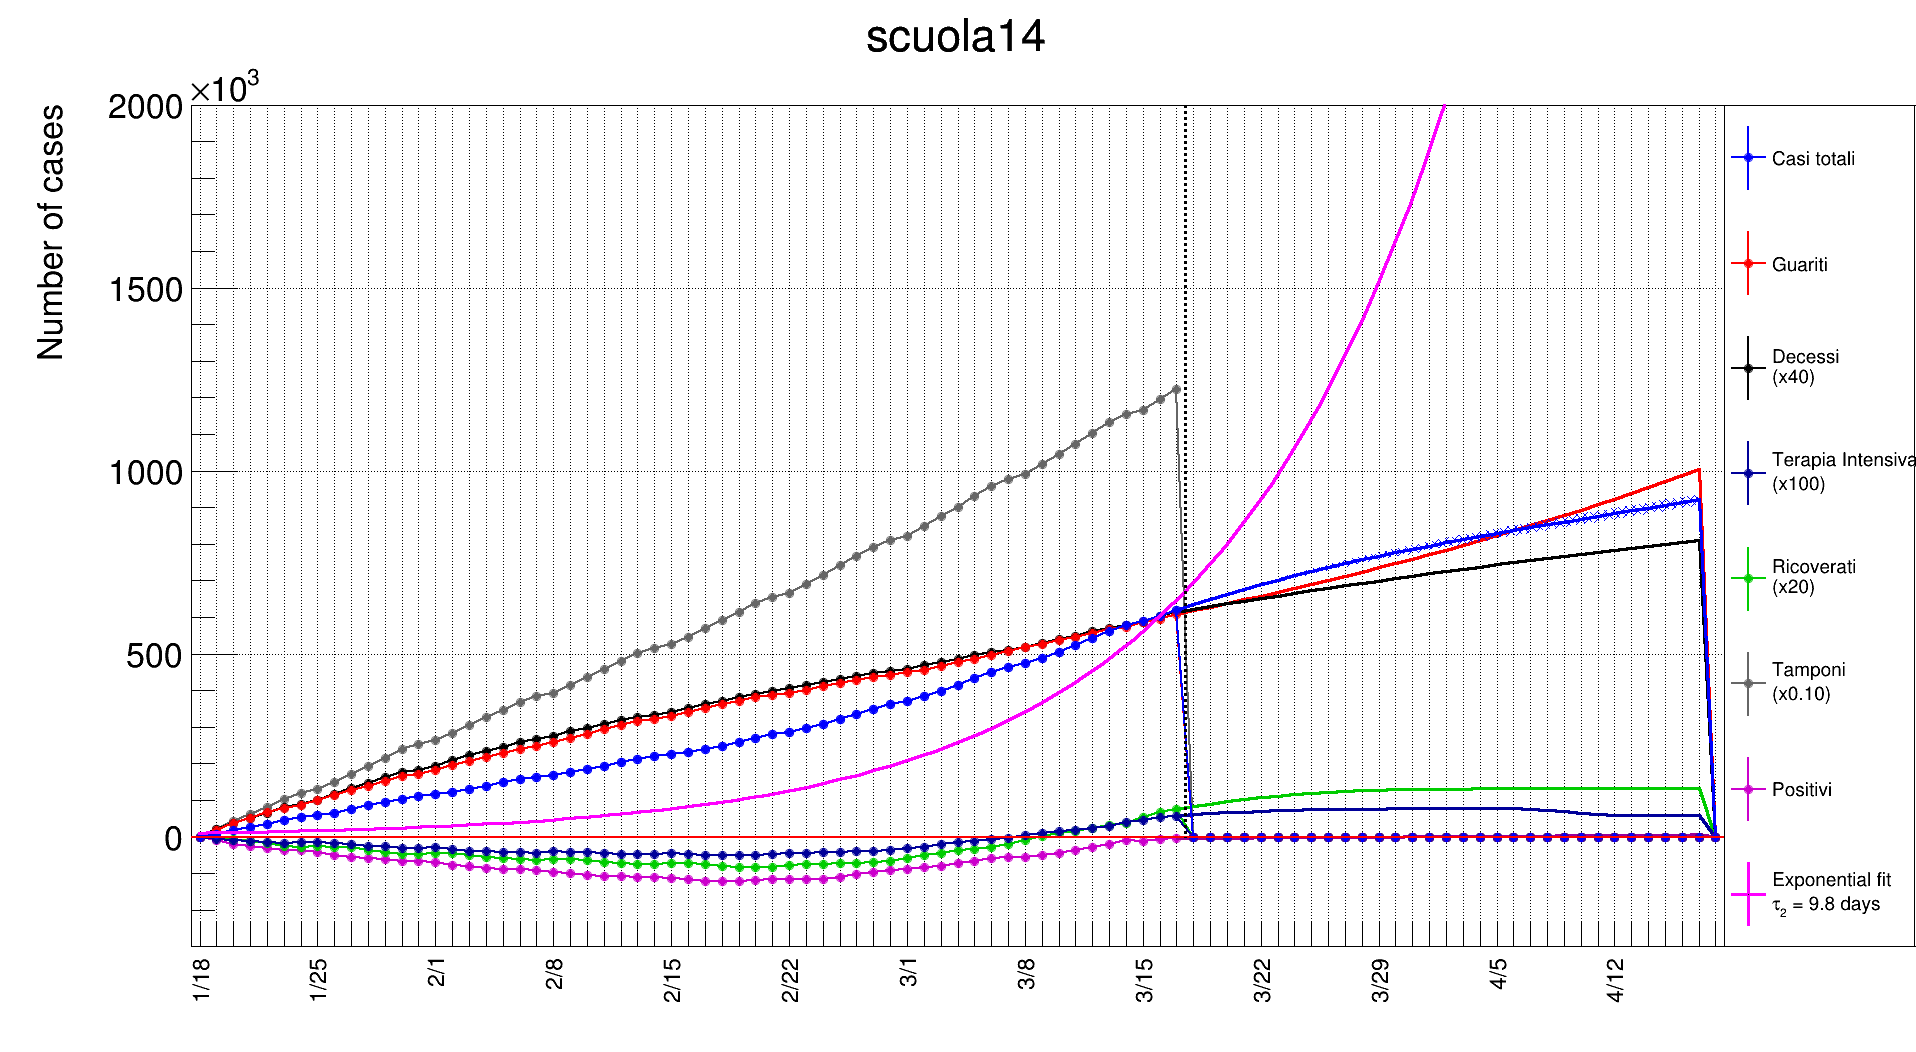 scuola14
×10³
Number of cases
2000
1500
1000
500
0
1/18
1/25
2/1
2/8
2/15
2/22
3/1
3/8
3/15
3/22
3/29
4/5
4/12
Casi totali
Guariti
Decessi
(x40)
Terapia Intensiva
(x100)
Ricoverati
(x20)
Tamponi
(x0.10)
Positivi
Exponential fit
τ₂ = 9.8 days